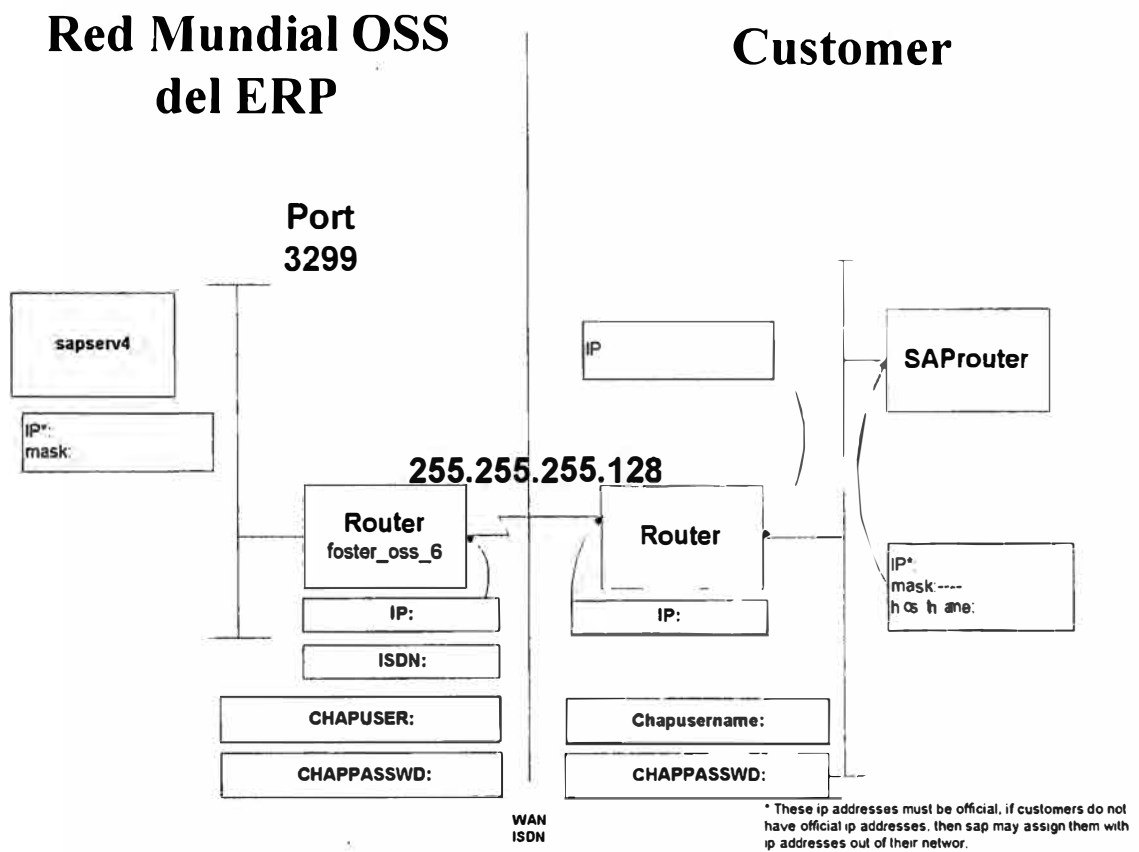 Red Mundial OSS
del ERP
Customer
Port
3299
sapserv4
IP*:
mask:
IP
SAProuter
255.255.255.128
Router
foster_oss_6
Router
IP*
mask:----
hosthame:
IP:
IP:
ISDN:
CHAPUSER:
Chapusername:
CHAPPASSWD:
CHAPPASSWD:
WAN
ISDN
* These ip addresses must be official, if customers do not
have official ip addresses. then sap may assign them with
ip addresses out of their networ.